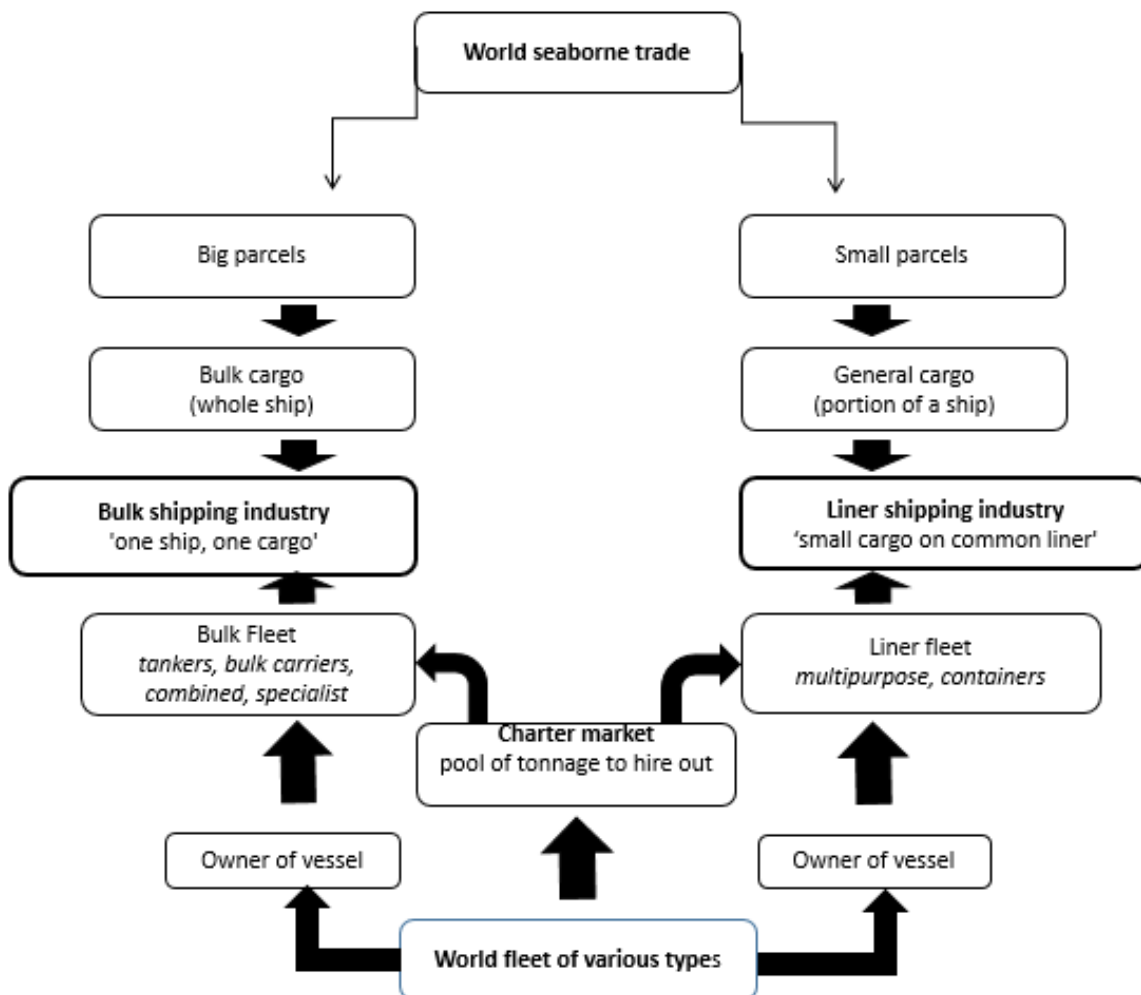 World seaborne trade
Big parcels
Small parcels
Bulk cargo
(whole ship)
General cargo
(portion of a ship)
Bulk shipping industry
'one ship, one cargo'
Liner shipping industry
‘small cargo on common liner'
Bulk Fleet
tankers, bulk carriers,
combined, specialist
Liner fleet
multipurpose, containers
Charter market
pool of tonnage to hire out
Owner of vessel
Owner of vessel
World fleet of various types